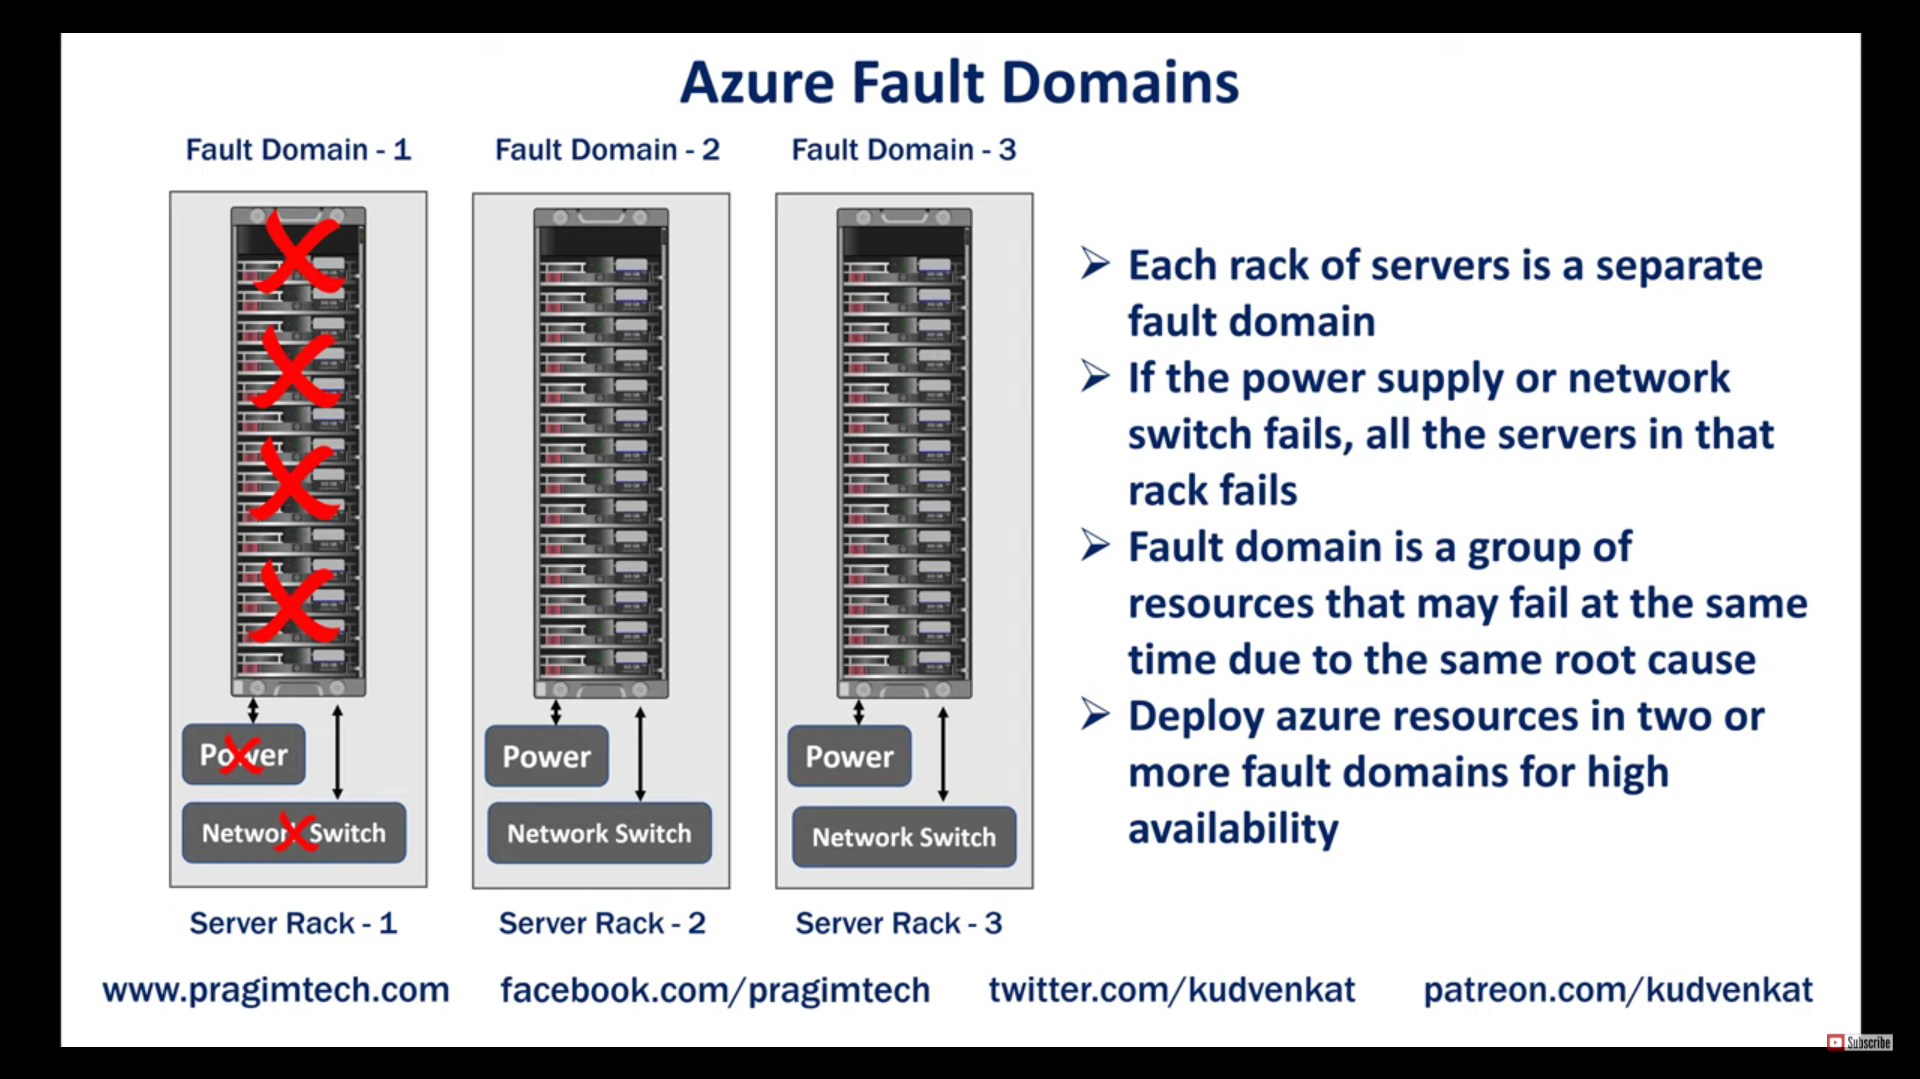 Azure Fault Domains
Fault Domain - 1
Fault Domain - 2
Fault Domain - 3
Power
Network Switch
Power
Network Switch
Power
Network Switch
Server Rack - 1
Server Rack - 2
Server Rack - 3
Each rack of servers is a separate
fault domain
If the power supply or network
switch fails, all the servers in that
rack fails
Fault domain is a group of
resources that may fail at the same
time due to the same root cause
Deploy azure resources in two or
more fault domains for high
availability
www.pragimtech.com
facebook.com/pragimtech
twitter.com/kudvenkat
patreon.com/kudvenkat
Subscribe